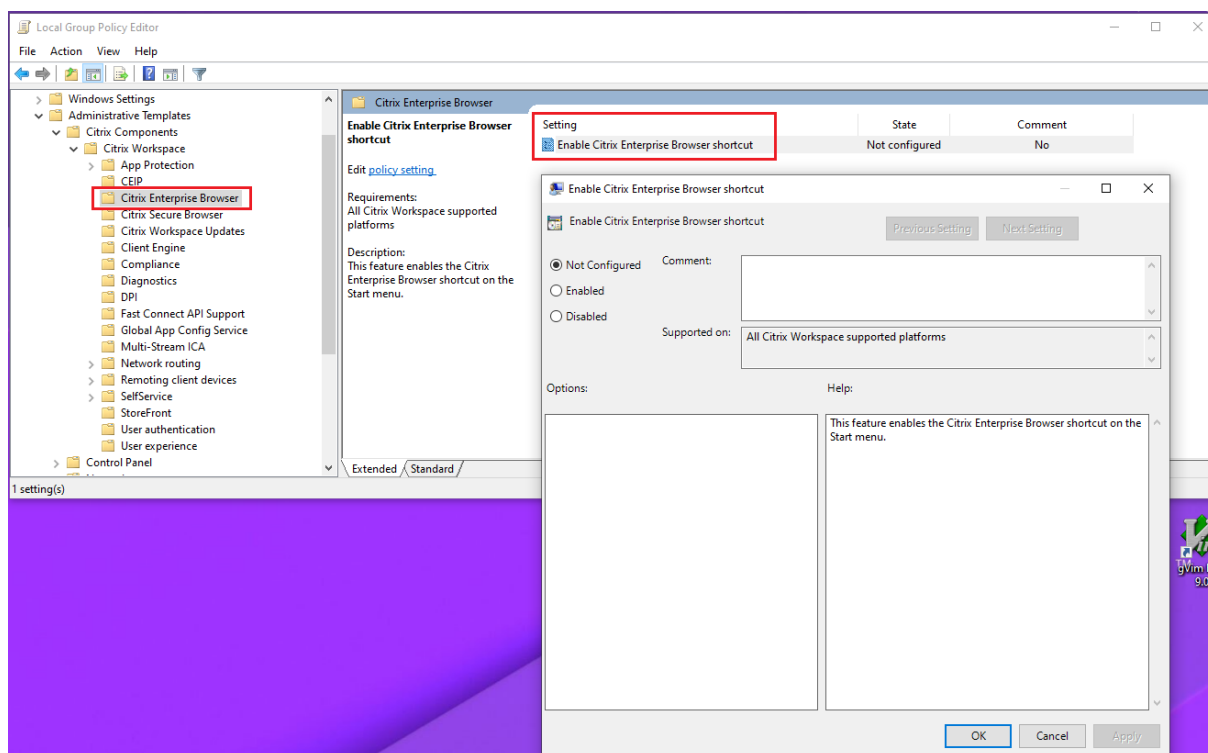 Local Group Policy Editor
File Action View Help
Windows Settings
Administrative Templates
Citrix Components
Citrix Workspace
App Protection
CEIP
Citrix Enterprise Browser
Citrix Secure Browser
Citrix Workspace Updates
Client Engine
Compliance
Diagnostics
DPI
Fast Connect API Support
Global App Config Service
Multi-Stream ICA
Network routing
Remoting client devices
SelfService
StoreFront
User authentication
User experience
Control Panel
1 setting(s)
Citrix Enterprise Browser
Enable Citrix Enterprise Browser
shortcut
Edit policy setting
Requirements:
All Citrix Workspace supported
platforms
Description:
This feature enables the Citrix
Enterprise Browser shortcut on the
Start menu.
Setting State Comment
Enable Citrix Enterprise Browser shortcut Not configured No
Extended Standard
Enable Citrix Enterprise Browser shortcut
Enable Citrix Enterprise Browser shortcut
Previous Setting Next Setting
Not Configured
Enabled
Disabled
Comment:
Supported on:
All Citrix Workspace supported platforms
Options:
Help:
This feature enables the Citrix Enterprise Browser shortcut on the
Start menu.
OK Cancel Apply
gVim
9.0